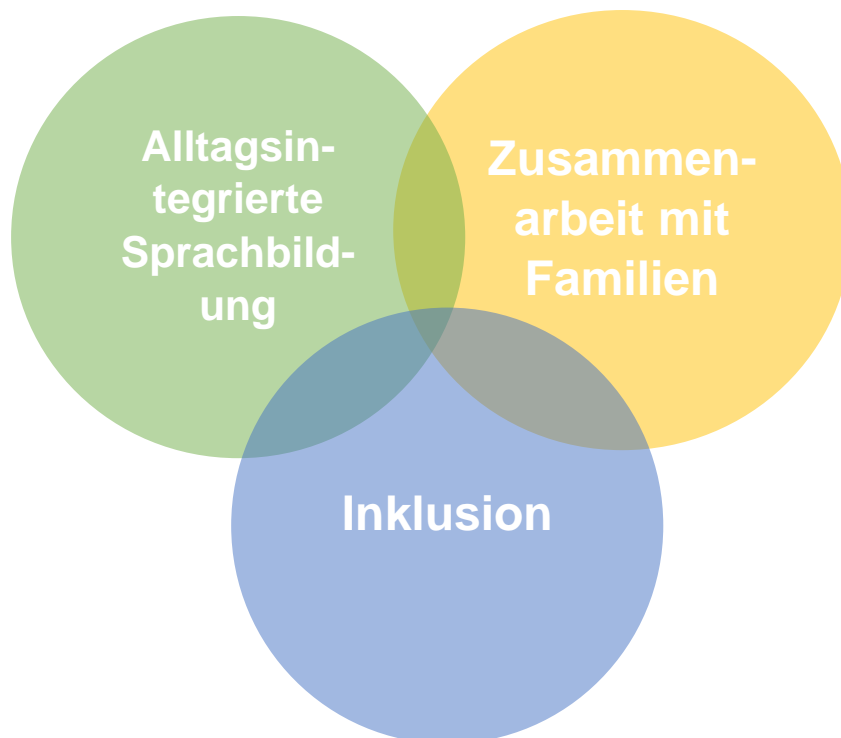 Alltagsin-
tegrierte
Sprachbild-
ung
Zusammen-
arbeit mit
Familien
Inklusion